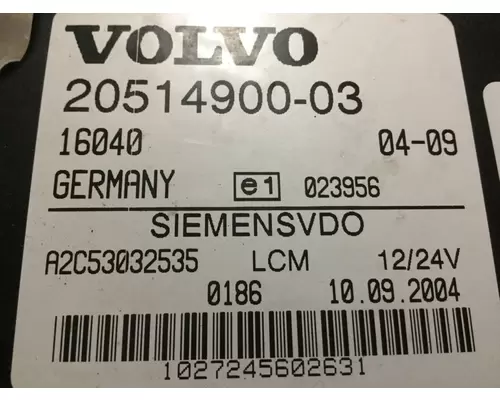 VOLVO
20514900-03
16040 04-09
GERMANY e1 023956
SIEMENSVDO
A2C53032535 LCM 12/24V
0186 10.09.2004
1027245602631